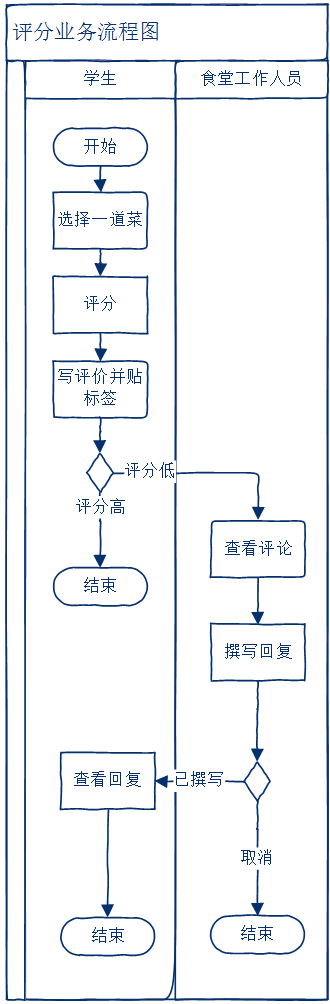 评分业务流程图
学生
食堂工作人员
开始
选择一道菜
评分
写评价并贴
标签
评分低
评分高
查看评论
结束
撰写回复
查看回复
已撰写
取消
结束
结束